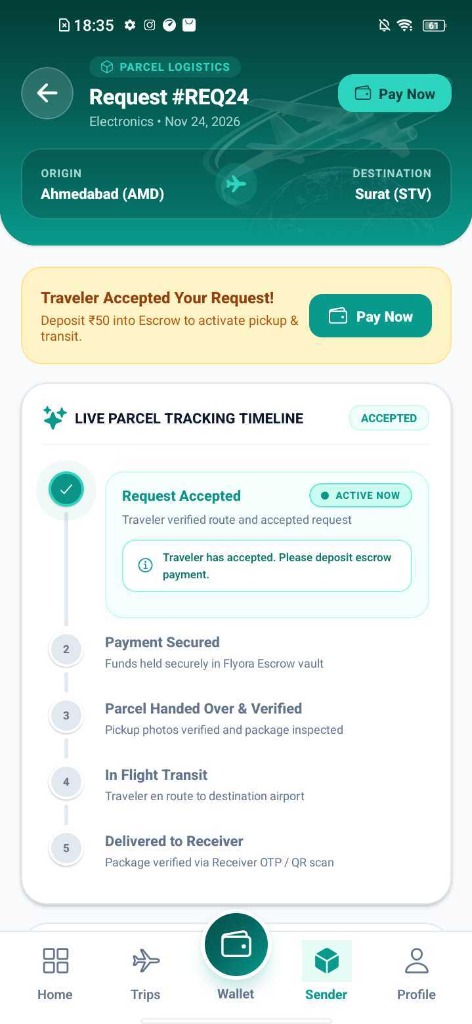 18:35
61
PARCEL LOGISTICS
Request #REQ24
Electronics • Nov 24, 2026
Pay Now
ORIGIN
Ahmedabad (AMD)
DESTINATION
Surat (STV)
Traveler Accepted Your Request!
Deposit ₹50 into Escrow to activate pickup &
transit.
Pay Now
LIVE PARCEL TRACKING TIMELINE
ACCEPTED
Request Accepted
ACTIVE NOW
Traveler verified route and accepted request
Traveler has accepted. Please deposit escrow
payment.
2
Payment Secured
Funds held securely in Flyora Escrow vault
3
Parcel Handed Over & Verified
Pickup photos verified and package inspected
4
In Flight Transit
Traveler en route to destination airport
5
Delivered to Receiver
Package verified via Receiver OTP / QR scan
Home
Trips
Wallet
Sender
Profile